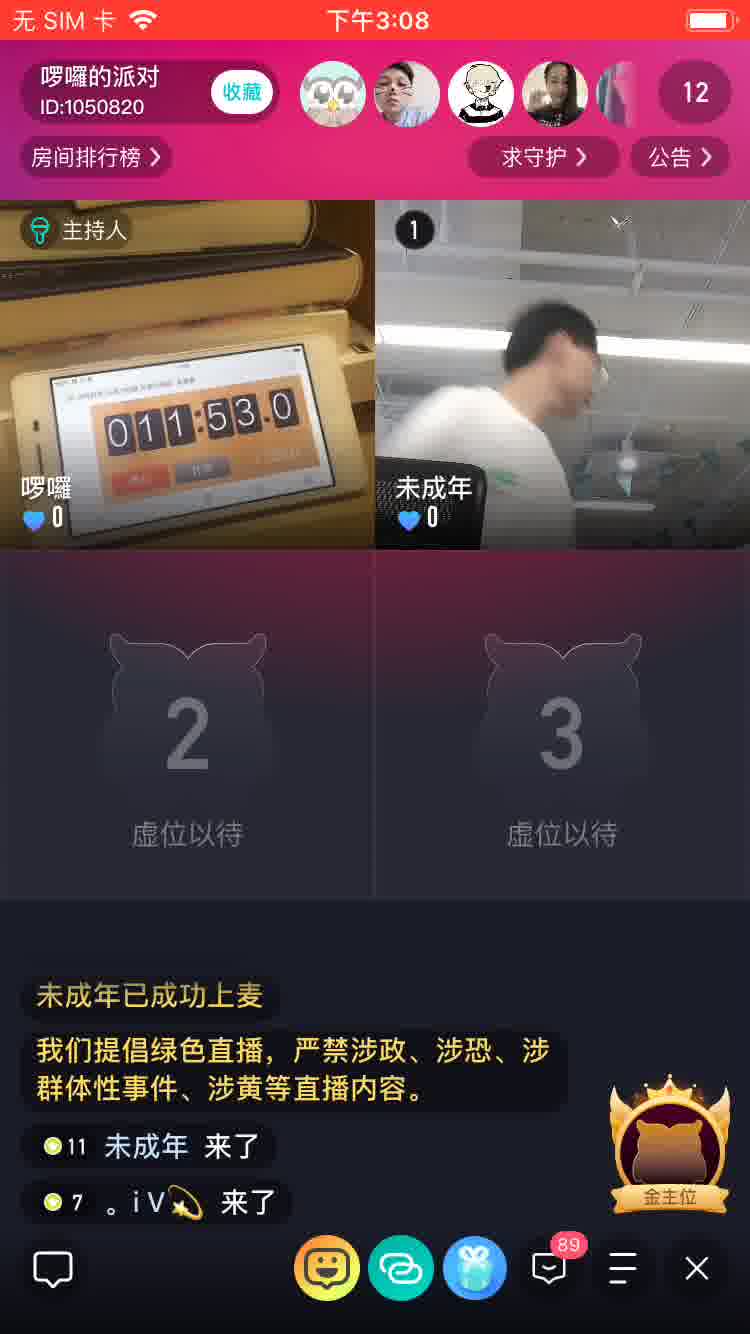 无 SIM 卡
下午3:08
啰囉的派对
ID:1050820
收藏
12
房间排行榜
求守护
公告
主持人
1
011:53.0
啰囉
0
未成年
0
2
虚位以待
3
虚位以待
未成年已成功上麦
我们提倡绿色直播，严禁涉政、涉恐、涉
群体性事件、涉黄等直播内容。
11 未成年 来了
7 。iV💫 来了
金主位
89